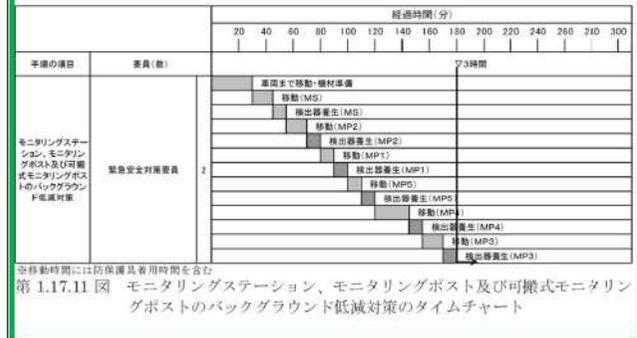 経過時間(分)
20 40 60 80 100 120 140 160 180 200 220 240 260 280 300
手順の項目 要員(数) ▽3時間
モニタリングステーション、モニタリングポスト及び可搬式モニタリングポストのバックグラウンド低減対策
緊急安全対策要員 2
車両まで移動・機材準備
移動(MS)
検出器養生(MS)
移動(MP2)
検出器養生(MP2)
移動(MP1)
検出器養生(MP1)
移動(MP5)
検出器養生(MP5)
移動(MP4)
検出器養生(MP4)
移動(MP3)
検出器養生(MP3)
※移動時間には防保護具着用時間を含む
第 1.17.11 図 モニタリングステーション、モニタリングポスト及び可搬式モニタリン
グポストのバックグラウンド低減対策のタイムチャート